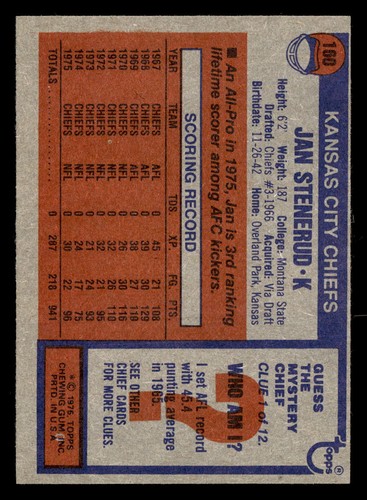 160
KANSAS CITY CHIEFS
JAN STENERUD • K
Height: 6'2" Weight: 187 College: Montana State
Drafted: Chiefs #3-1966 Acquired: Via Draft
Birthdate: 11-26-42 Home: Overland Park, Kansas
■ An All-Pro in 1975, Jan is 3rd ranking
lifetime scorer among AFC kickers.
SCORING RECORD
YEAR TEAM TDS. XP. FG. PTS.
1967 CHIEFS AFL 0 45 21 108
1968 CHIEFS AFL 0 39 30 129
1969 CHIEFS AFL 0 38 27 119
1970 CHIEFS NFL 0 26 30 116
1971 CHIEFS NFL 0 32 26 110
1972 CHIEFS NFL 0 32 21 95
1973 CHIEFS NFL 0 21 24 93
1974 CHIEFS NFL 0 24 17 75
1975 CHIEFS NFL 0 30 22 96
TOTALS 0 287 218 941
Topps ®
GUESS
THE
MYSTERY
CHIEF
CLUE 1 of 12.
?
WHO AM I?
I set AFL record
with 45.4
punting average
in 1965.
SEE OTHER
CHIEF CARDS
FOR MORE CLUES.
© 1976 TOPPS
CHEWING GUM, INC.
PRTD. IN U.S.A.